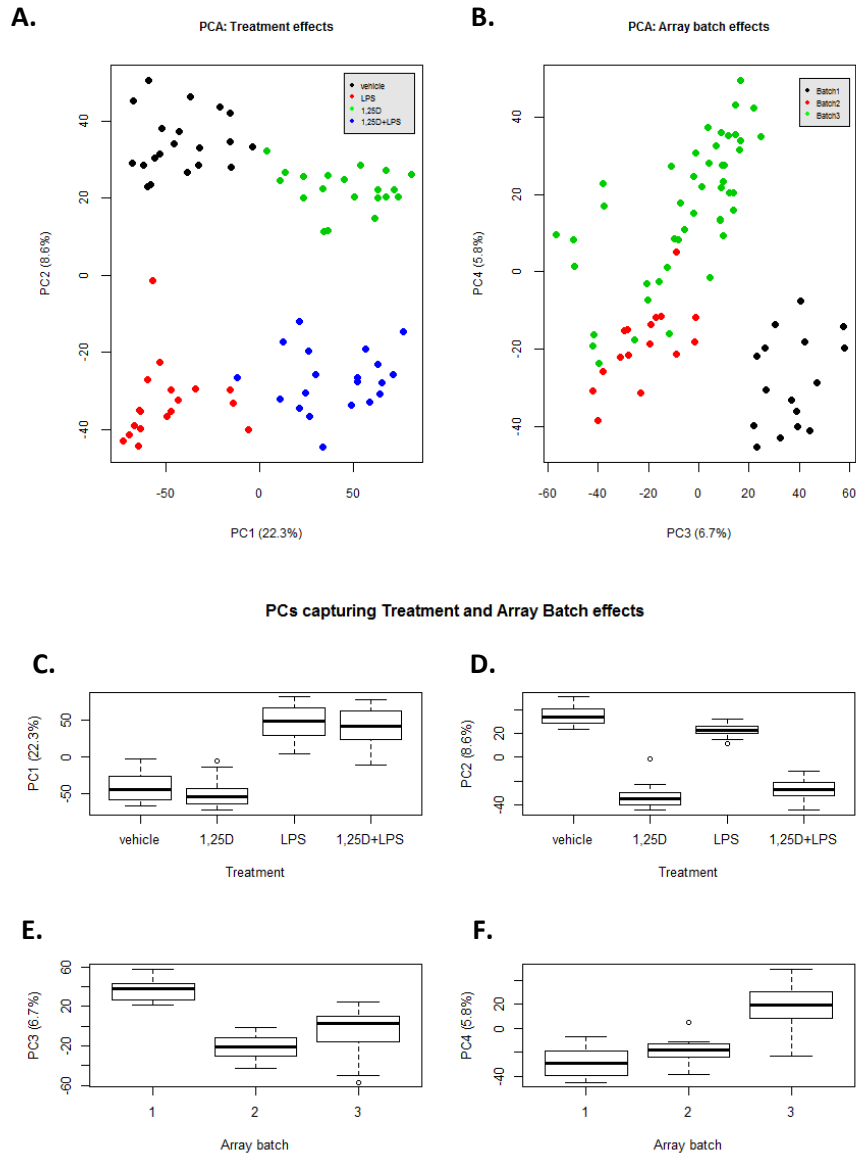 A.
PCA: Treatment effects
vehicle
LPS
1,25D
1,25D+LPS
40
20
0
-20
-40
PC2 (8.6%)
-50
0
50
PC1 (22.3%)
B.
PCA: Array batch effects
Batch1
Batch2
Batch3
40
20
0
-20
-40
PC4 (5.8%)
-60
-40
-20
0
20
40
60
PC3 (6.7%)
PCs capturing Treatment and Array Batch effects
C.
50
0
-50
PC1 (22.3%)
vehicle
1,25D
LPS
1,25D+LPS
Treatment
D.
20
-40
PC2 (8.6%)
vehicle
1,25D
LPS
1,25D+LPS
Treatment
E.
60
20
-20
-60
PC3 (6.7%)
1
2
3
Array batch
F.
20
0
-40
PC4 (5.8%)
1
2
3
Array batch